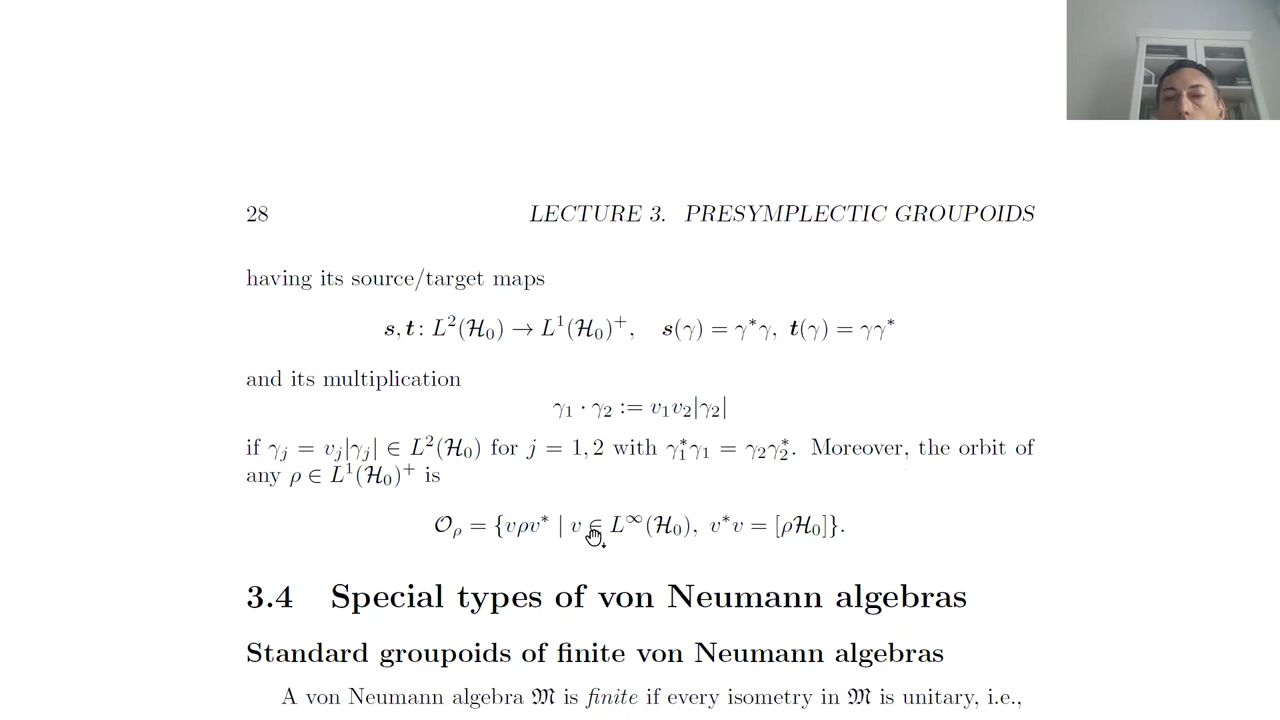 28 LECTURE 3. PRESYMPLECTIC GROUPOIDS
having its source/target maps
s, t : L²(ℋ₀) → L¹(ℋ₀)⁺, s(γ) = γ*γ, t(γ) = γγ*
and its multiplication
γ₁ · γ₂ := v₁v₂|γ₂|
if γⱼ = vⱼ|γⱼ| ∈ L²(ℋ₀) for j = 1, 2 with γ₁*γ₁ = γ₂γ₂*. Moreover, the orbit of
any ρ ∈ L¹(ℋ₀)⁺ is
𝒪ᵨ = {vρv* | v ∈ L^∞(ℋ₀), v*v = [ρℋ₀]}.
3.4 Special types of von Neumann algebras
Standard groupoids of finite von Neumann algebras
A von Neumann algebra 𝔐 is finite if every isometry in 𝔐 is unitary, i.e.,